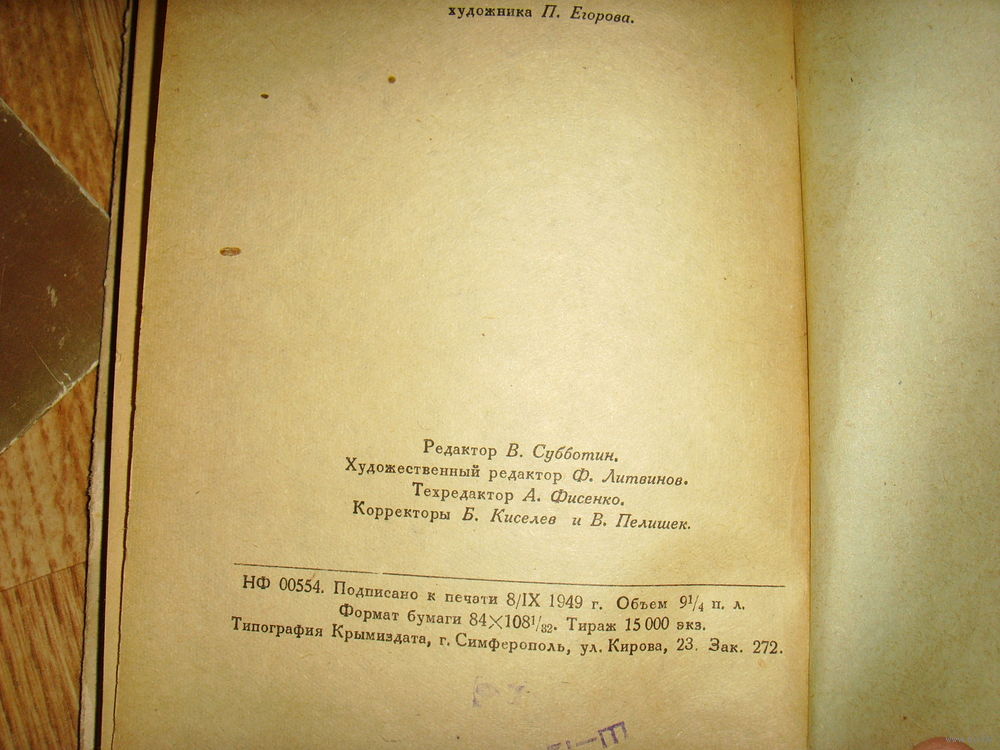 художника П. Егорова.
Редактор В. Субботин.
Художественный редактор Ф. Литвинов.
Техредактор А. Фисенко.
Корректоры Б. Киселев и В. Пелишек.
НФ 00554. Подписано к печати 8/IX 1949 г. Объем 9¹/₄ п. л.
Формат бумаги 84×108¹/₃₂. Тираж 15 000 экз.
Типография Крымиздата, г. Симферополь, ул. Кирова, 23. Зак. 272.